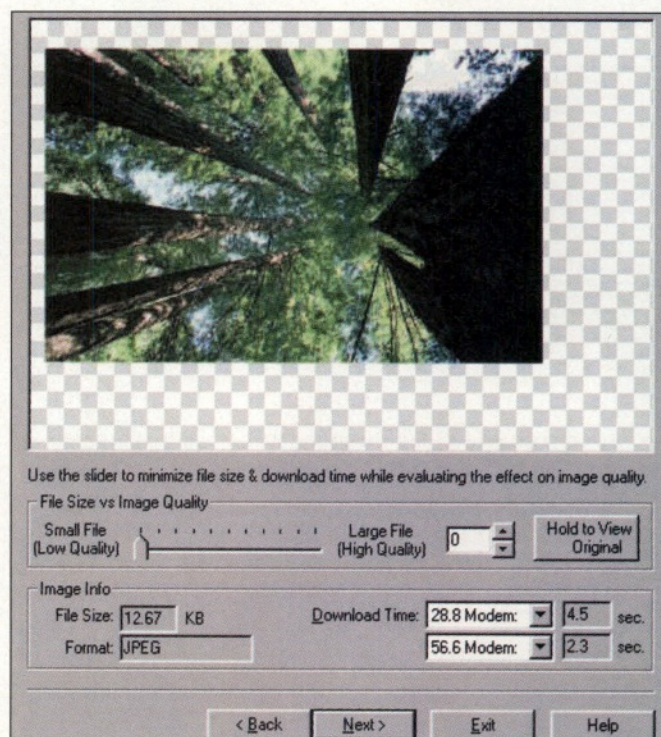 Use the slider to minimize file size & download time while evaluating the effect on image quality.
File Size vs Image Quality
Small File
(Low Quality)
Large File
(High Quality)
0
Hold to View
Original
Image Info
File Size: 12.67 KB
Download Time: 28.8 Modem: 4.5 sec.
Format: JPEG
56.6 Modem: 2.3 sec.
< Back Next > Exit Help